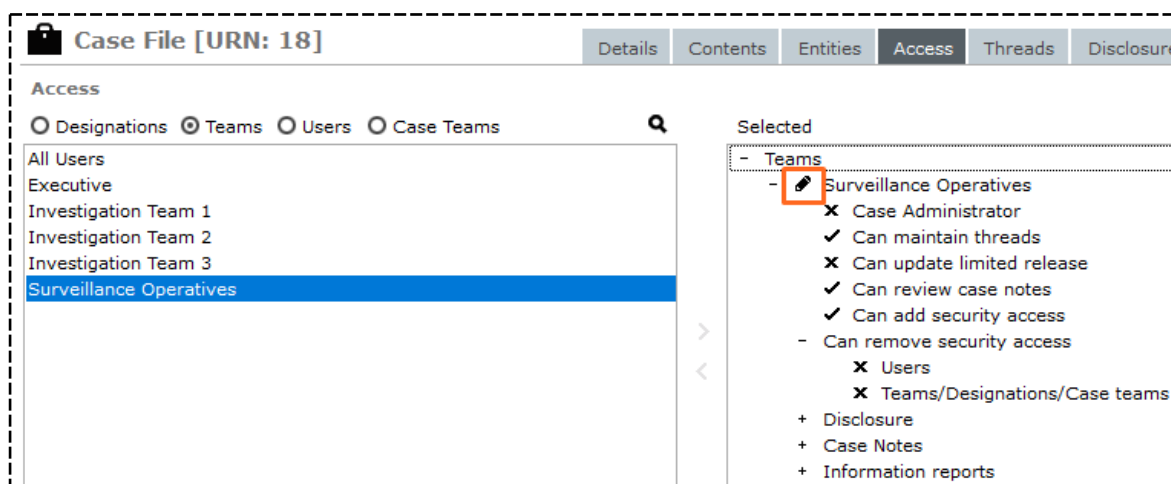 Case File [URN: 18]
Details Contents Entities Access Threads Disclosure
Access
Designations Teams Users Case Teams
Selected
All Users
Executive
Investigation Team 1
Investigation Team 2
Investigation Team 3
Surveillance Operatives
- Teams
- Surveillance Operatives
Case Administrator
Can maintain threads
Can update limited release
Can review case notes
Can add security access
- Can remove security access
Users
Teams/Designations/Case teams
+ Disclosure
+ Case Notes
+ Information reports